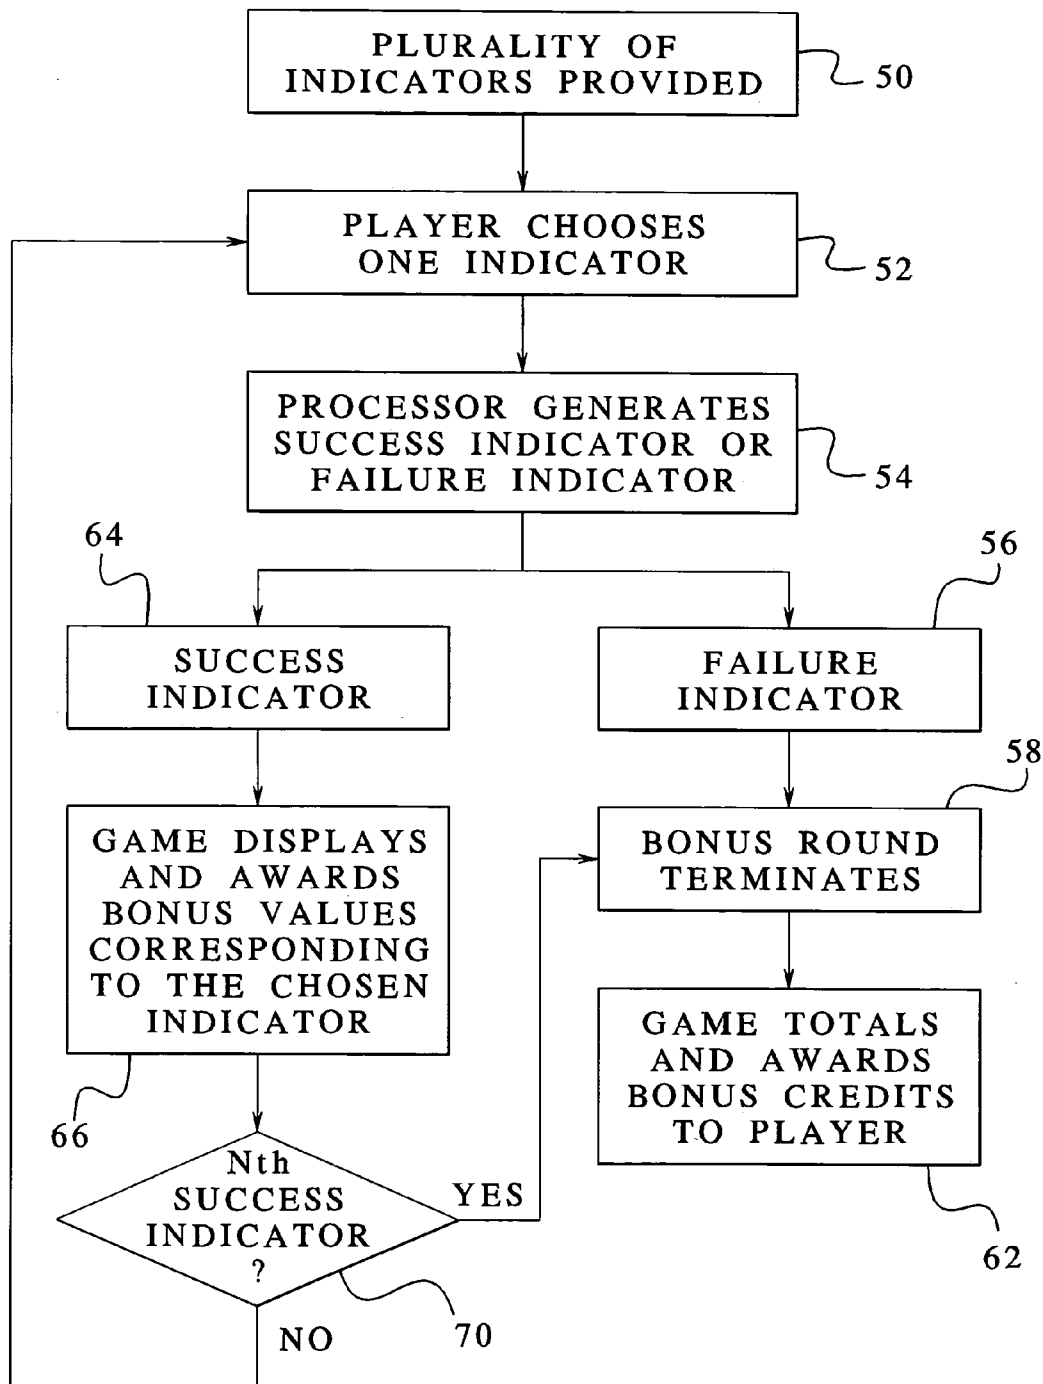 PLURALITY OF
INDICATORS PROVIDED
50
PLAYER CHOOSES
ONE INDICATOR
52
PROCESSOR GENERATES
SUCCESS INDICATOR OR
FAILURE INDICATOR
54
64
SUCCESS
INDICATOR
56
FAILURE
INDICATOR
GAME DISPLAYS
AND AWARDS
BONUS VALUES
CORRESPONDING
TO THE CHOSEN
INDICATOR
66
58
BONUS ROUND
TERMINATES
GAME TOTALS
AND AWARDS
BONUS CREDITS
TO PLAYER
62
Nth
SUCCESS
INDICATOR
?
YES
70
NO